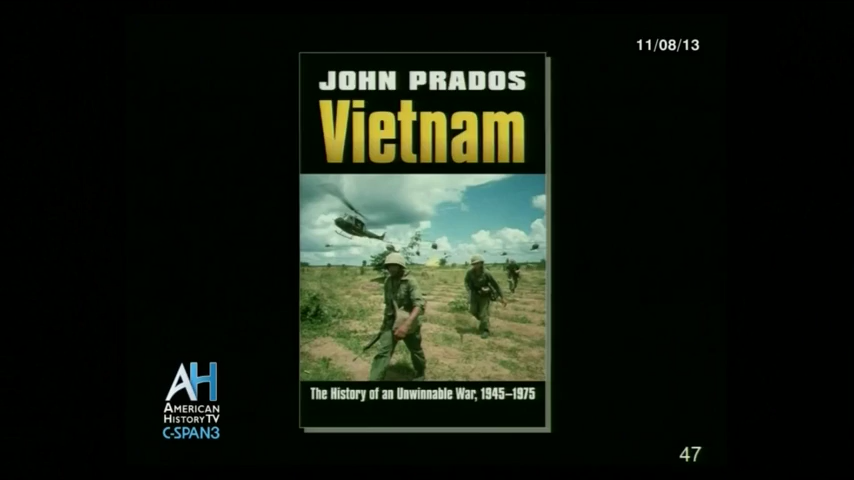 11/08/13
JOHN PRADOS
Vietnam
The History of an Unwinnable War, 1945–1975
AH
AMERICAN
HISTORY TV
C-SPAN3
47